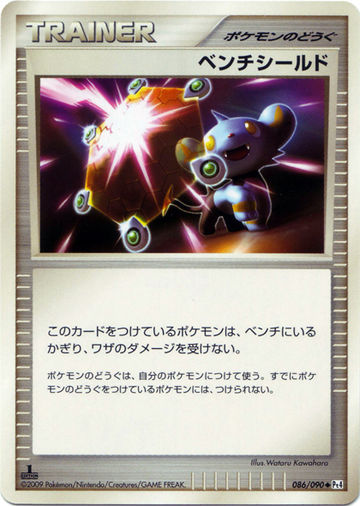 TRAINER
ポケモンのどうぐ
ベンチシールド
このカードをつけているポケモンは、ベンチにいる
かぎり、ワザのダメージを受けない。
ポケモンのどうぐは、自分のポケモンにつけて使う。すでにポケ
モンのどうぐをつけているポケモンには、つけられない。
Illus. Wataru Kawahara
1 EDITION
©2009 Pokémon/Nintendo/Creatures/GAME FREAK.
086/090 ◆ Pt4